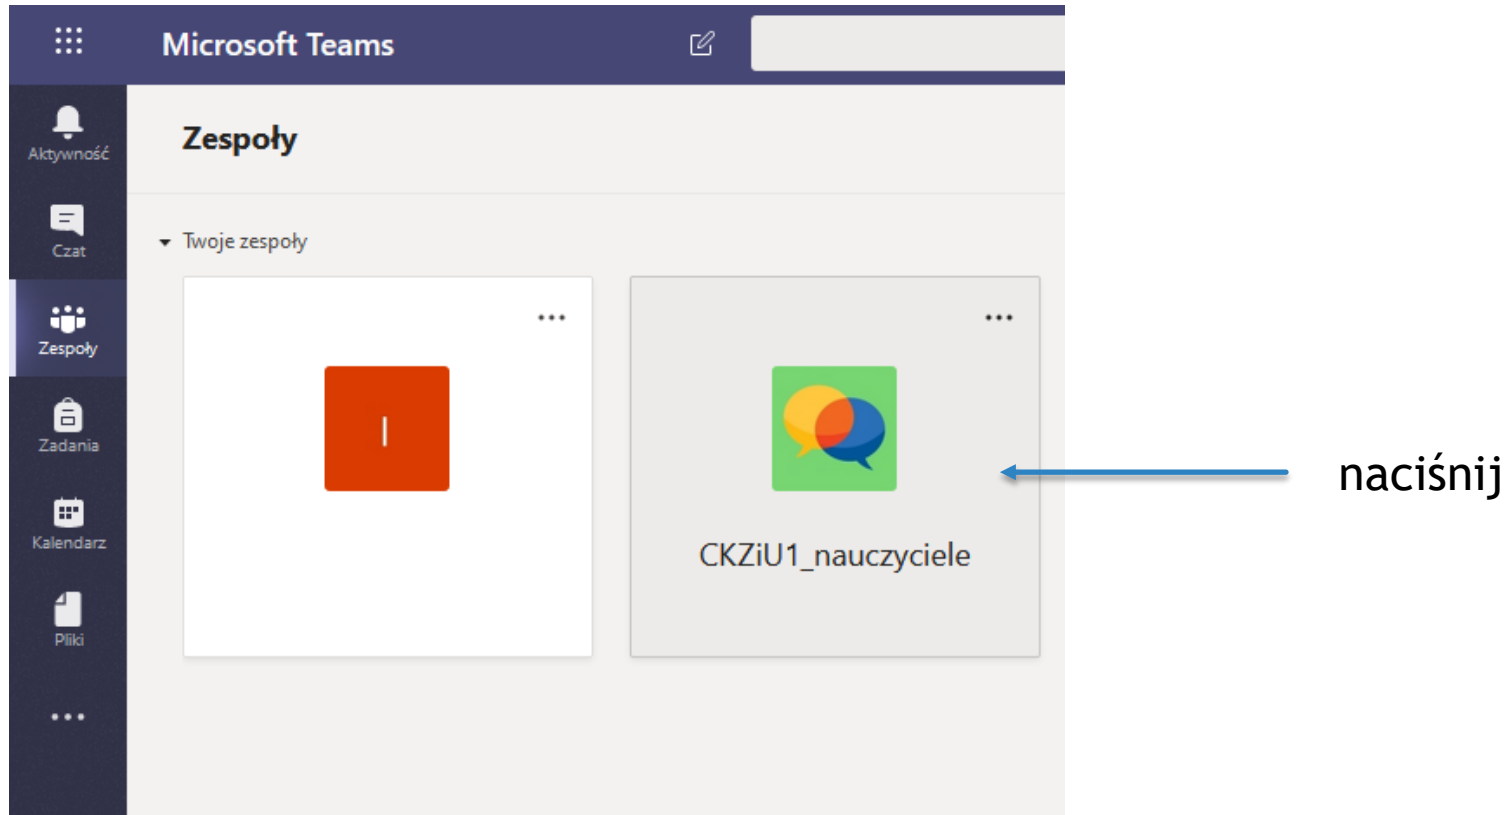 Microsoft Teams
Aktywność
Zespoły
Czat
Twoje zespoły
Zespoły
Zadania
I
naciśnij
Kalendarz
CKZiU1_nauczyciele
Pliki